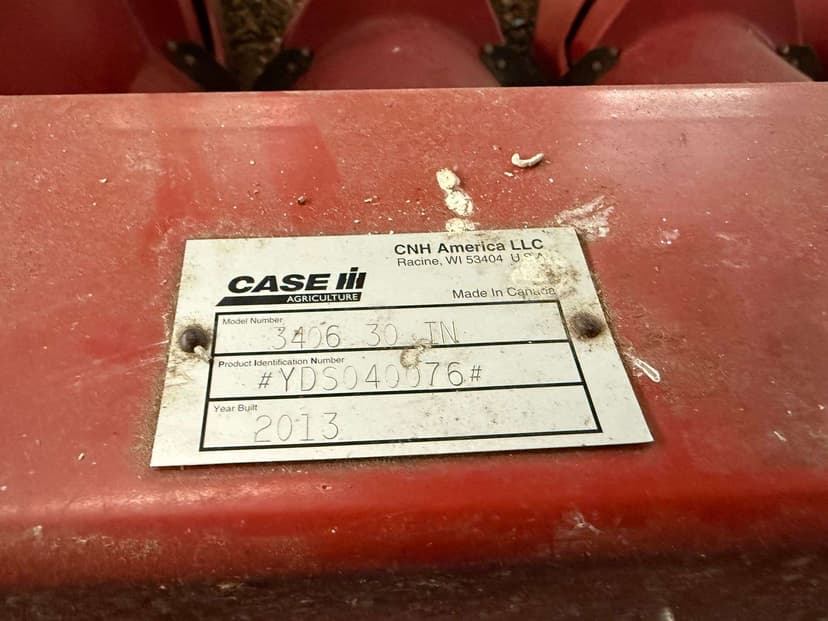 CNH America LLC
Racine, WI 53404 U.S.A.
CASE IH
AGRICULTURE
Made In Canada
Model Number
3406 30 IN
Product Identification Number
#YDS040076#
Year Built
2013